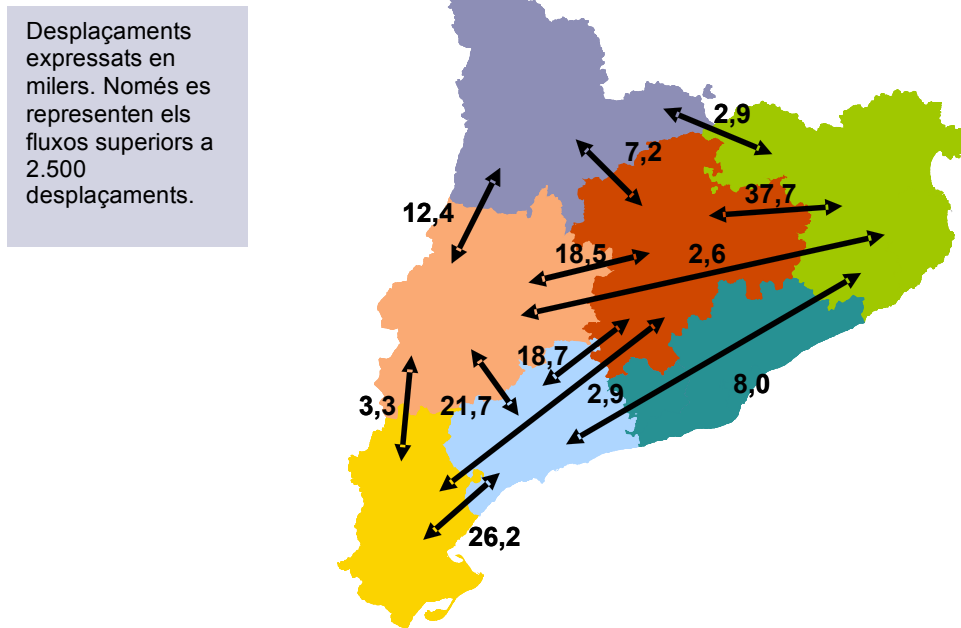 Desplaçaments
expressats en
milers. Només es
representen els
fluxos superiors a
2.500
desplaçaments.
2,9
7,2
37,7
12,4
18,5
2,6
18,7
2,9
8,0
3,3
21,7
26,2